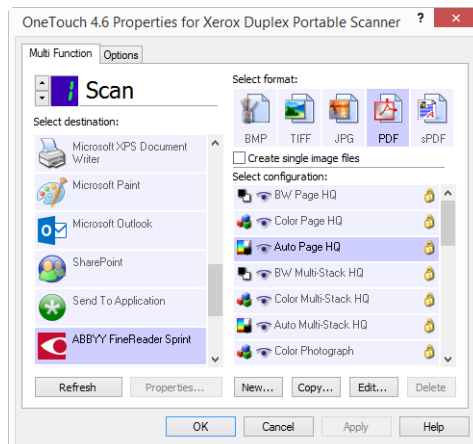 OneTouch 4.6 Properties for Xerox Duplex Portable Scanner ?
Multi Function Options
1 Scan
Select destination:
Microsoft XPS Document
Writer
Microsoft Paint
Microsoft Outlook
SharePoint
Send To Application
ABBYY FineReader Sprint
Refresh Properties...
Select format:
BMP TIFF JPG PDF sPDF
Create single image files
Select configuration:
BW Page HQ
Color Page HQ
Auto Page HQ
BW Multi-Stack HQ
Color Multi-Stack HQ
Auto Multi-Stack HQ
Color Photograph
New... Copy... Edit... Delete
OK Cancel Apply Help